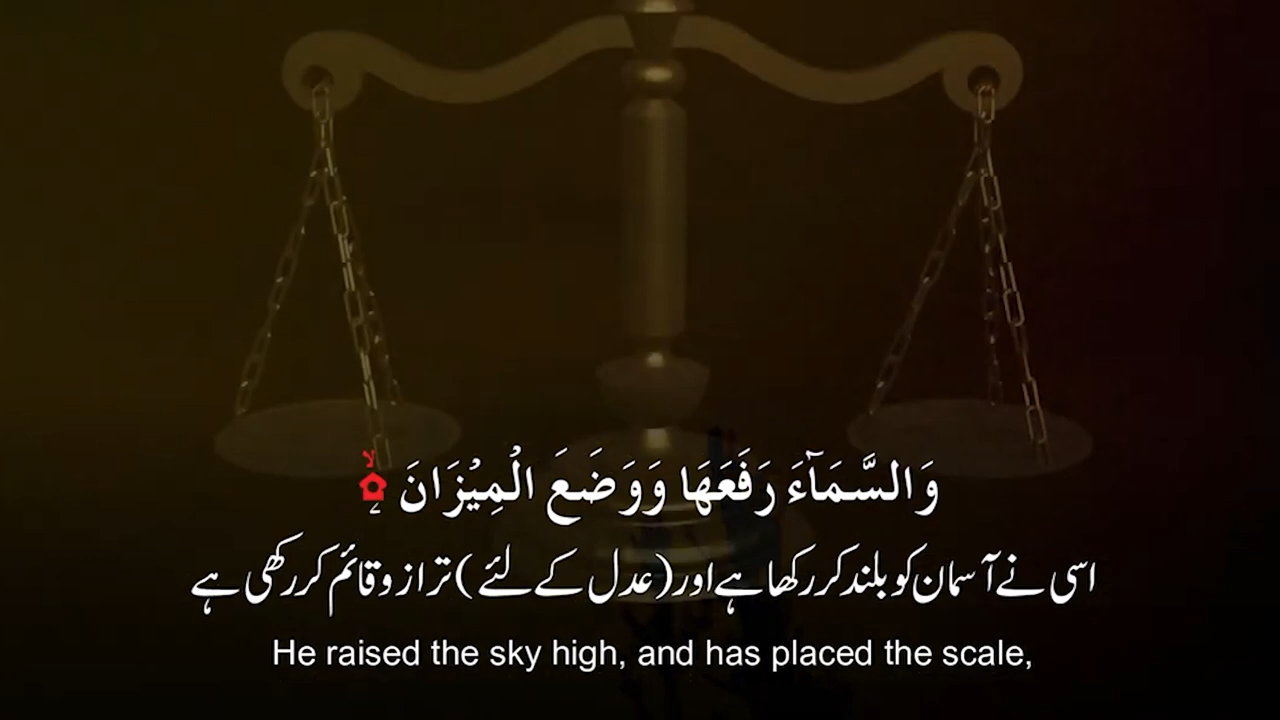 وَالسَّمَآءَ رَفَعَهَا وَوَضَعَ الْمِيْزَانَ ۙ
اسی نے آسمان کو بلند کر رکھا ہے اور (عدل کے لئے ) ترازو قائم کر رکھی ہے
He raised the sky high, and has placed the scale,